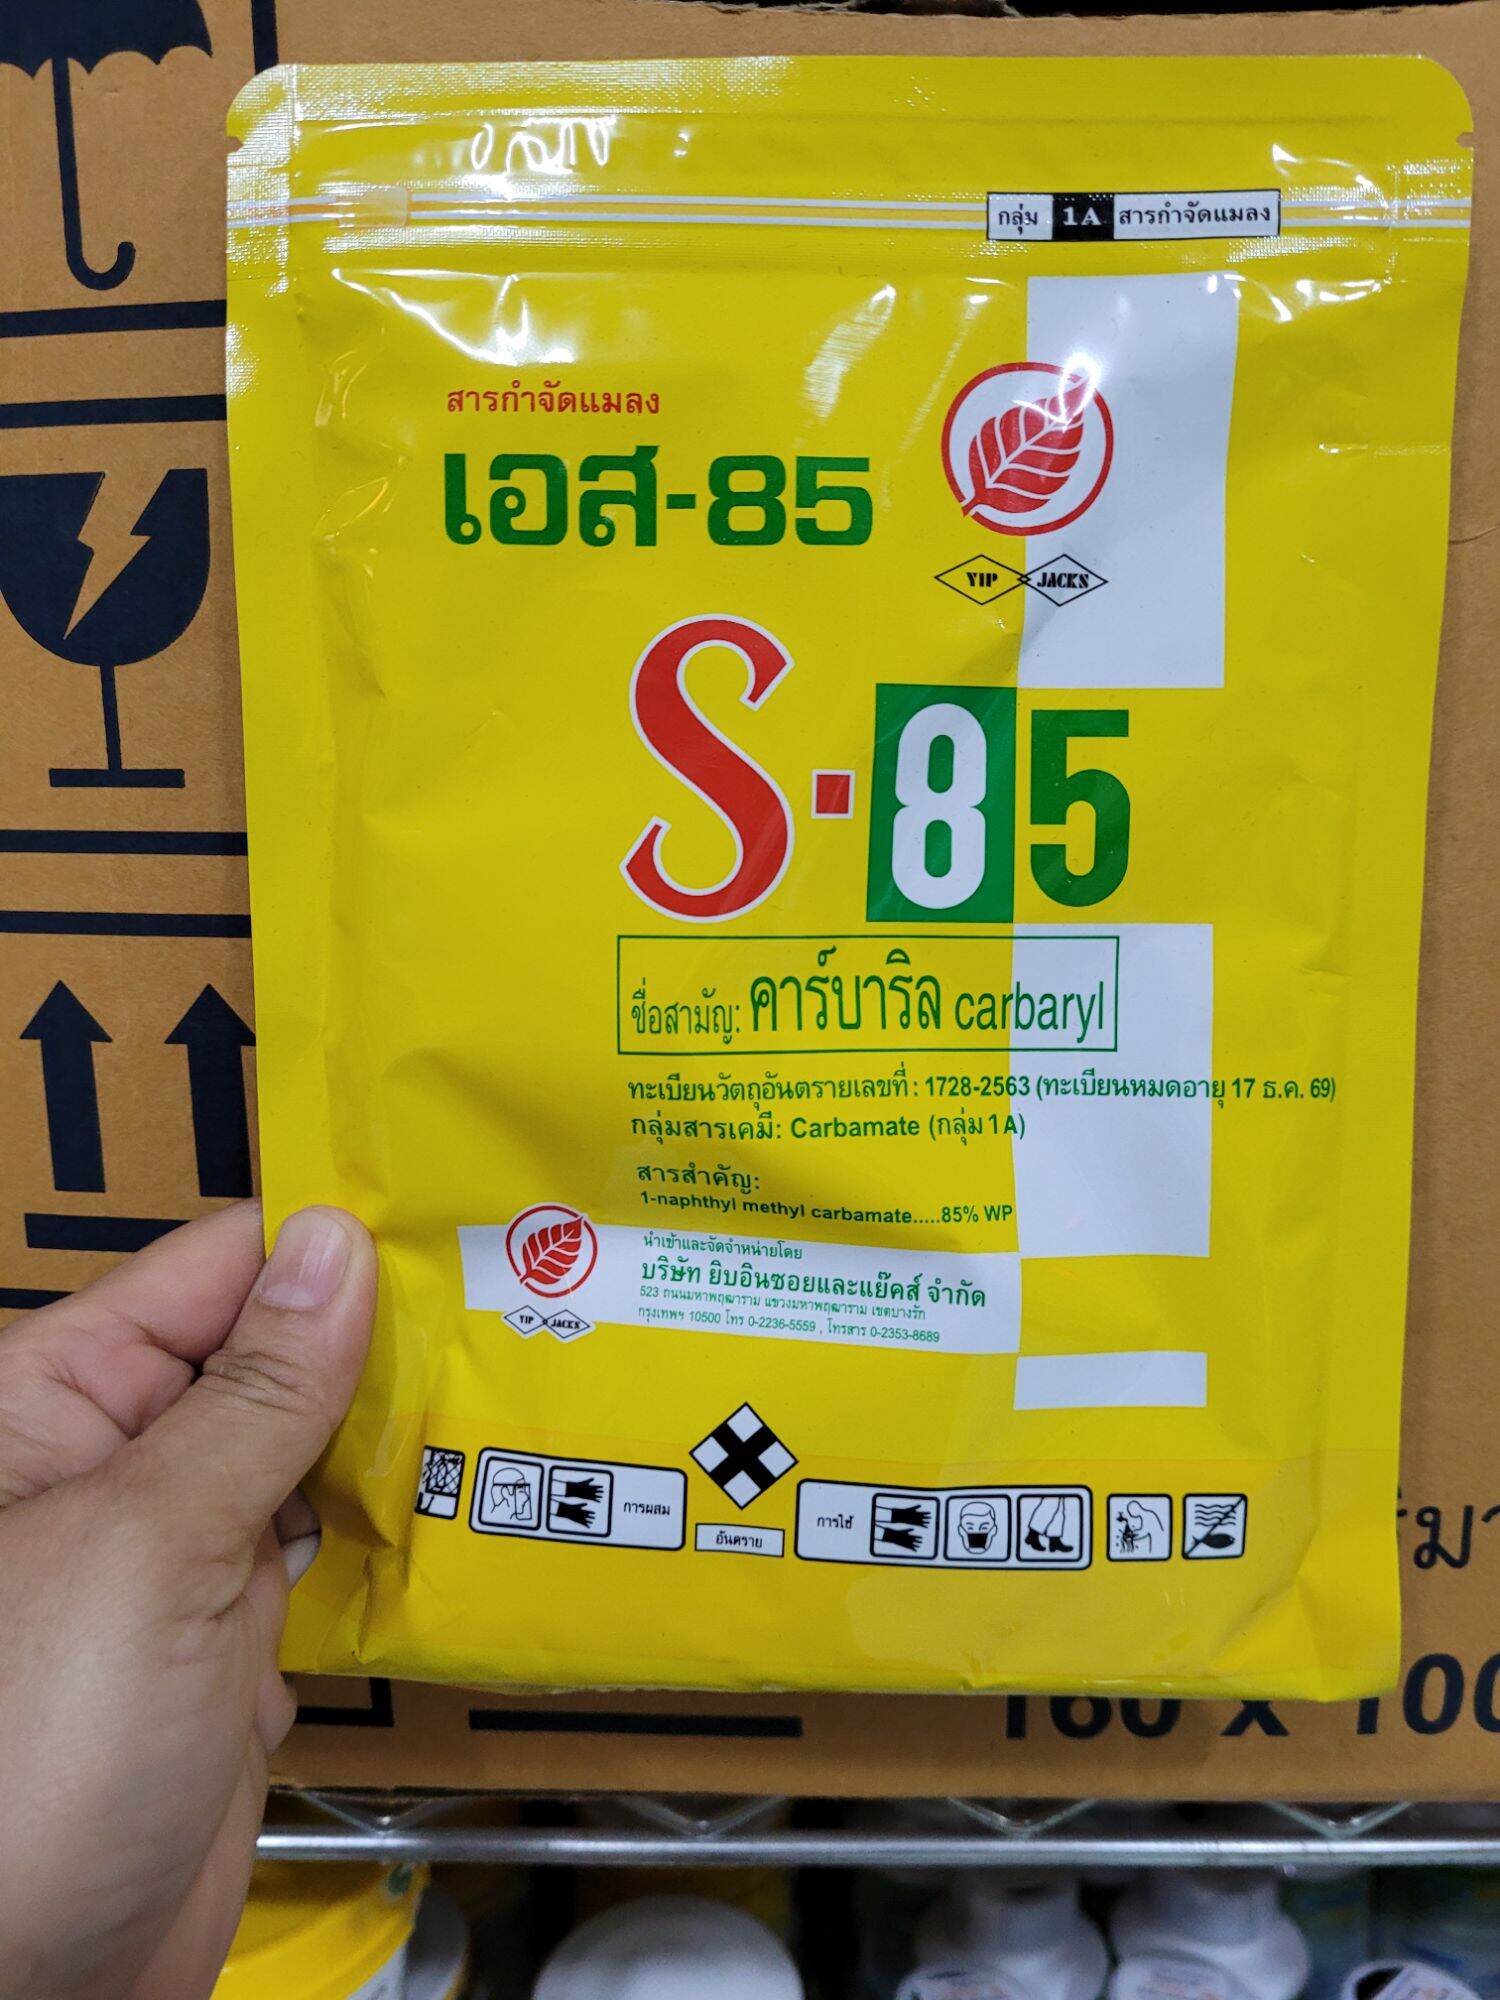 กลุ่ม 1A สารกำจัดแมลง
สารกำจัดแมลง
เอส-85
YIP JACKS
S-85
ชื่อสามัญ: คาร์บาริล carbaryl
ทะเบียนวัตถุอันตรายเลขที่ : 1728-2563 (ทะเบียนหมดอายุ 17 ธ.ค. 69)
กลุ่มสารเคมี: Carbamate (กลุ่ม 1A)
สารสำคัญ:
1-naphthyl methyl carbamate.....85% WP
นำเข้าและจัดจำหน่ายโดย
บริษัท ยิบอินซอยและแย๊คส์ จำกัด
523 ถนนมหาพฤฒาราม แขวงมหาพฤฒาราม เขตบางรัก
กรุงเทพฯ 10500 โทร 0-2236-5559 , โทรสาร 0-2353-8689
YIP JACKS
การผสม
อันตราย
การใช้
160 x 100